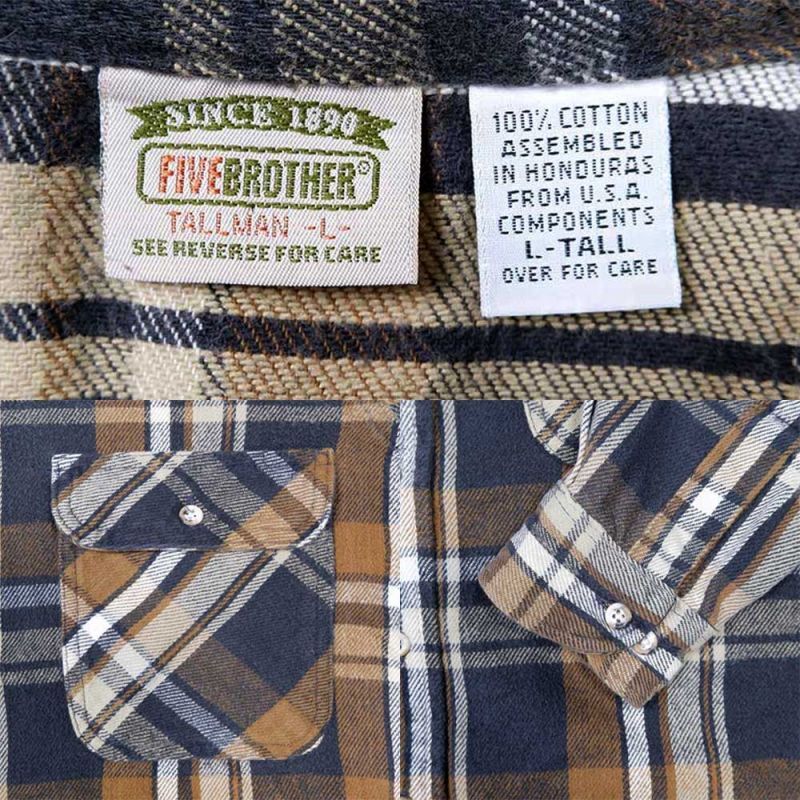 SINCE 1890
FIVEBROTHER®
TALLMAN -L-
SEE REVERSE FOR CARE
100% COTTON
ASSEMBLED
IN HONDURAS
FROM U.S.A.
COMPONENTS
L-TALL
OVER FOR CARE